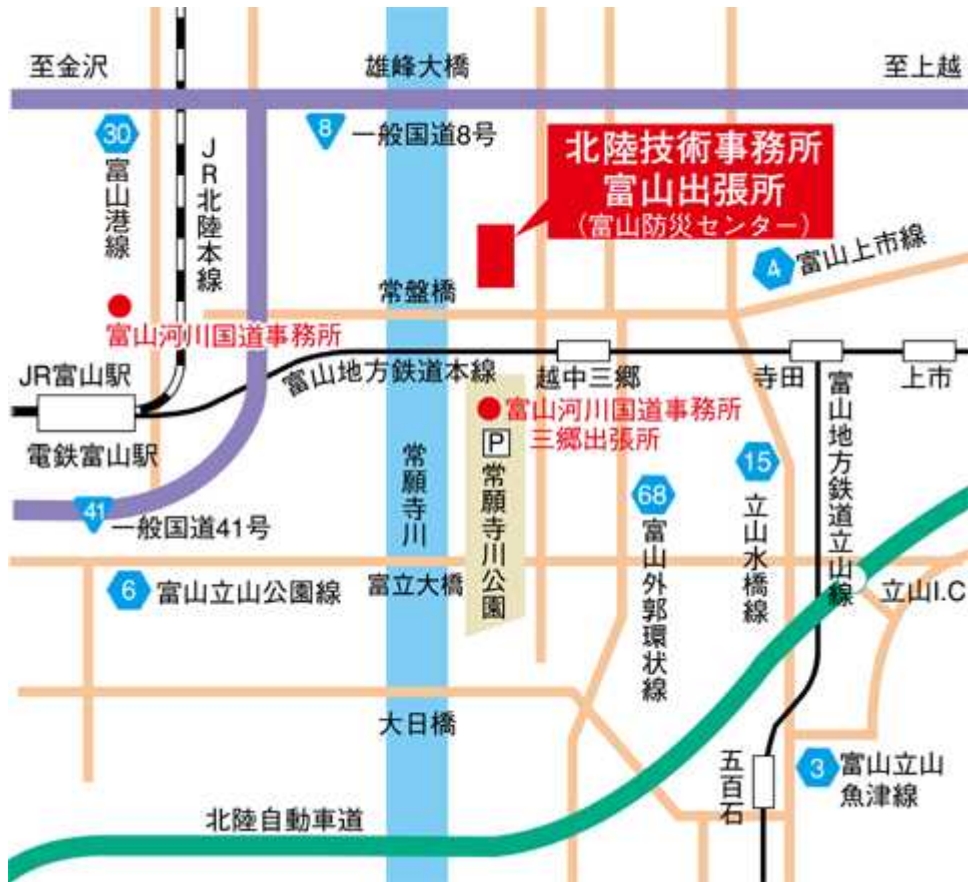 至金沢
雄峰大橋
至上越
30
富山港線
JR北陸本線
8
一般国道8号
北陸技術事務所
富山出張所
（富山防災センター）
4
富山上市線
常盤橋
富山河川国道事務所
JR富山駅
電鉄富山駅
富山地方鉄道本線
越中三郷
寺田
上市
富山河川国道事務所
三郷出張所
P
常願寺川公園
常願寺川
富山地方鉄道立山線
15
立山水橋線
68
富山外郭環状線
41
一般国道41号
6
富山立山公園線
富立大橋
立山I.C
大日橋
五百石
3
富山立山
魚津線
北陸自動車道